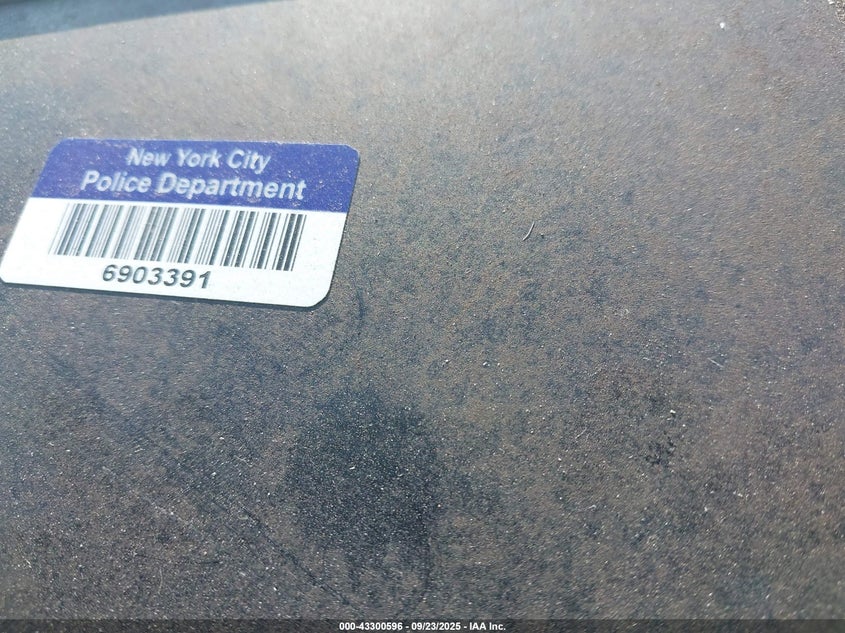 New York City
Police Department
6903391
000-43300596 - 09/23/2025 - IAA Inc.